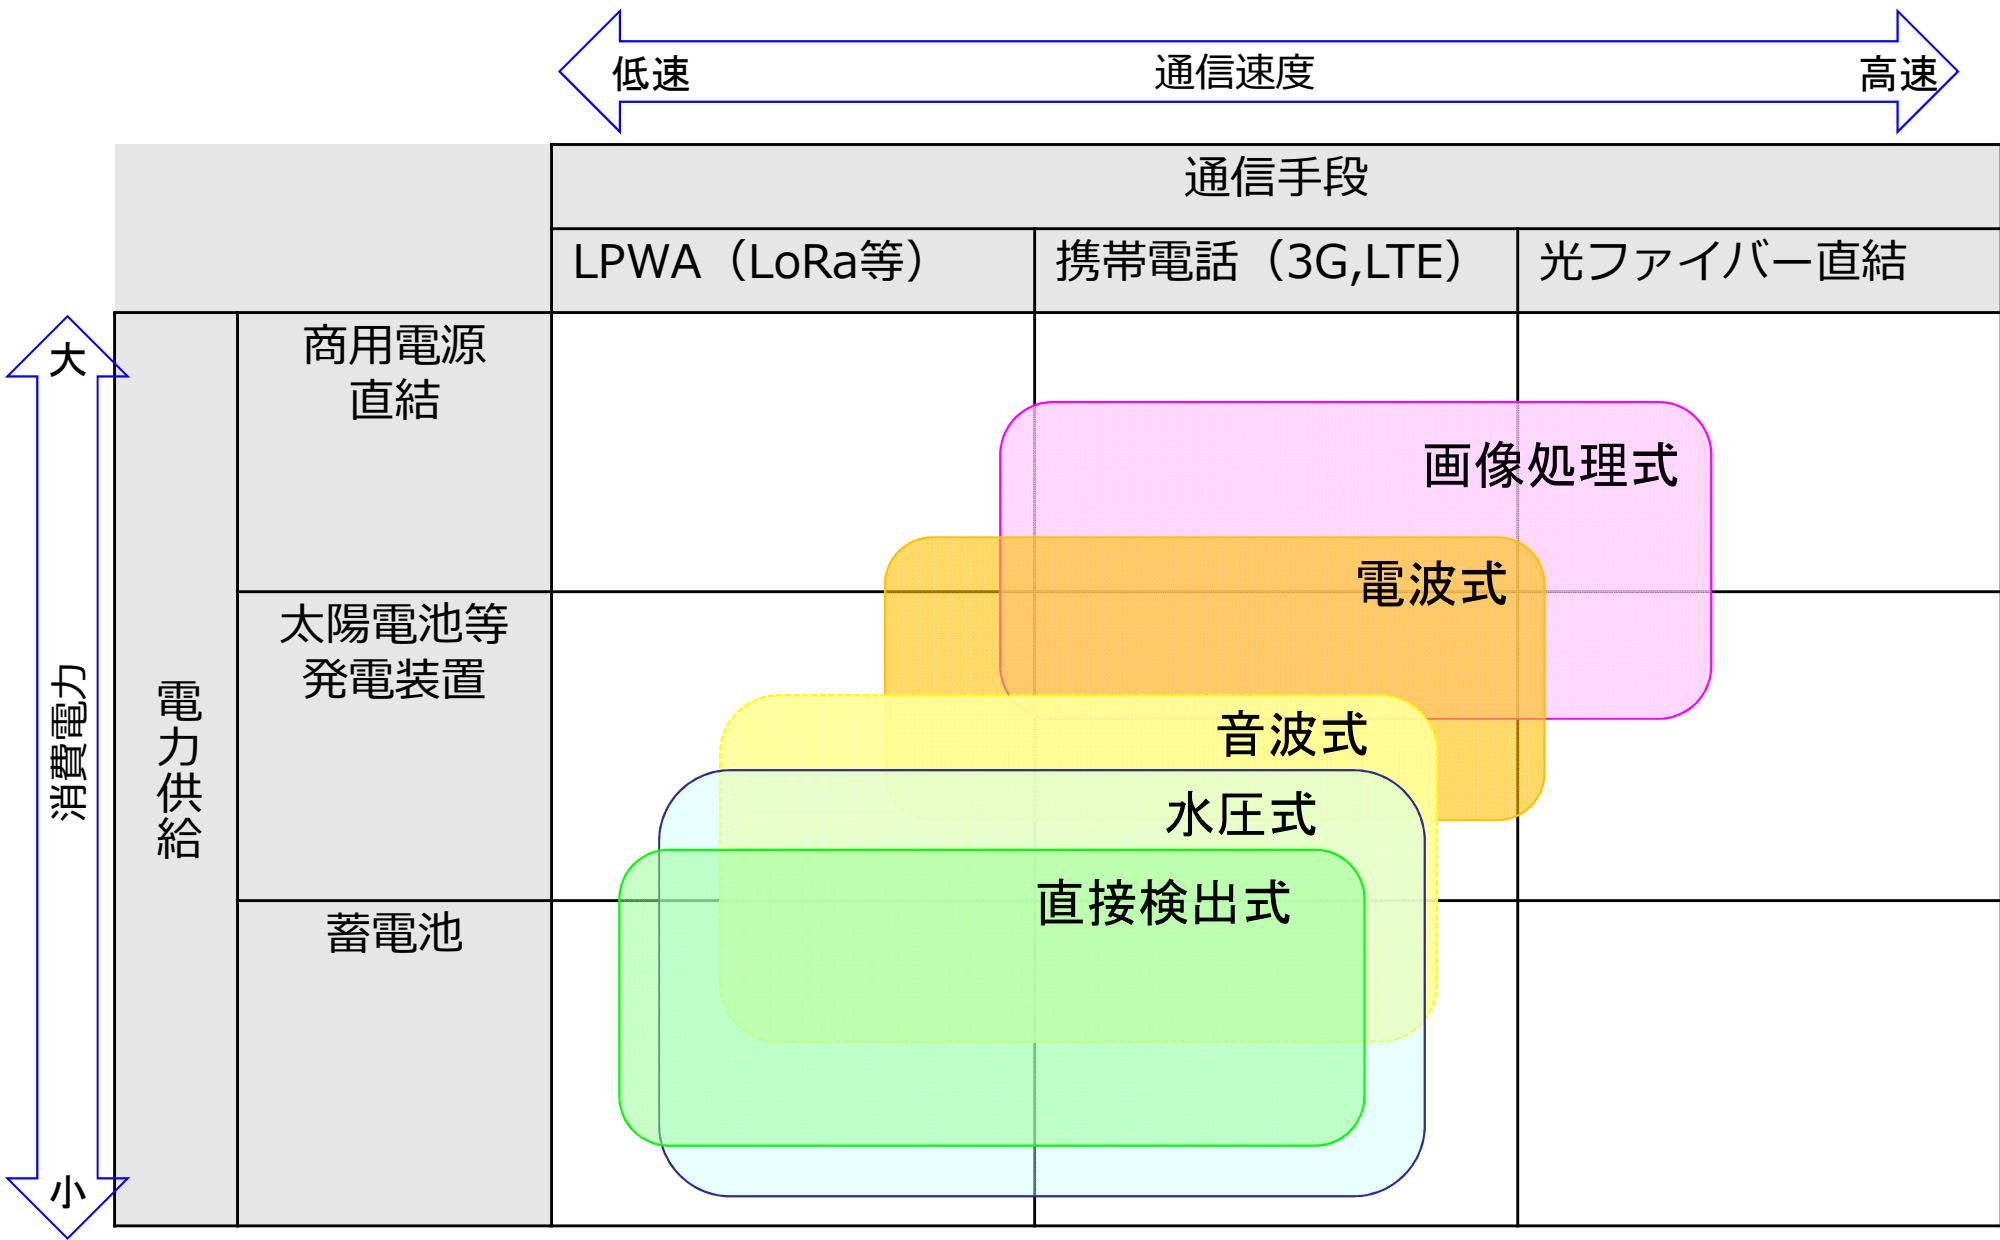 低速
通信速度
高速
通信手段
LPWA（LoRa等）
携帯電話（3G,LTE）
光ファイバー直結
大
消費電力
小
電力供給
商用電源
直結
太陽電池等
発電装置
蓄電池
画像処理式
電波式
音波式
水圧式
直接検出式